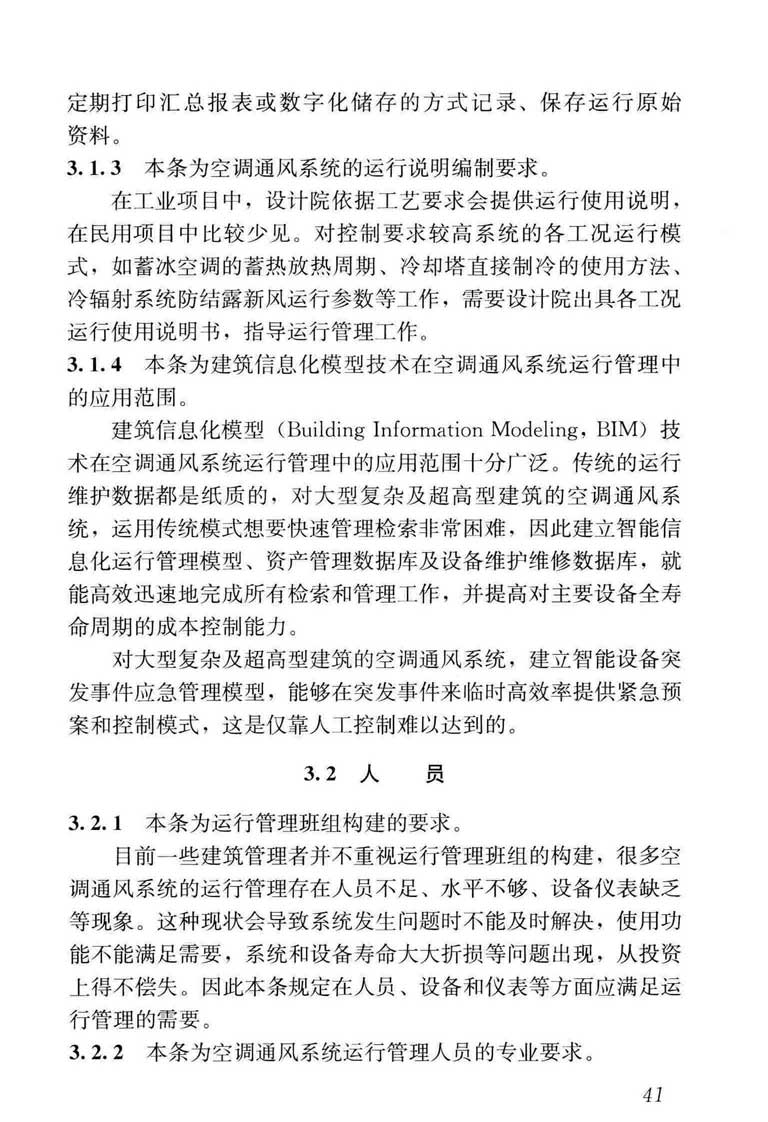 定期打印汇总报表或数字化储存的方式记录、保存运行原始
资料。
3.1.3 本条为空调通风系统的运行说明编制要求。
在工业项目中，设计院依据工艺要求会提供运行使用说明，
在民用项目中比较少见。对控制要求较高系统的各工况运行模
式，如蓄冰空调的蓄热放热周期、冷却塔直接制冷的使用方法、
冷辐射系统防结露新风运行参数等工作，需要设计院出具各工况
运行使用说明书，指导运行管理工作。
3.1.4 本条为建筑信息化模型技术在空调通风系统运行管理中
的应用范围。
建筑信息化模型（Building Information Modeling，BIM）技
术在空调通风系统运行管理中的应用范围十分广泛。传统的运行
维护数据都是纸质的，对大型复杂及超高型建筑的空调通风系
统，运用传统模式想要快速管理检索非常困难，因此建立智能信
息化运行管理模型、资产管理数据库及设备维护维修数据库，就
能高效迅速地完成所有检索和管理工作，并提高对主要设备全寿
命周期的成本控制能力。
对大型复杂及超高型建筑的空调通风系统，建立智能设备突
发事件应急管理模型，能够在突发事件来临时高效率提供紧急预
案和控制模式，这是仅靠人工控制难以达到的。
3.2 人 员
3.2.1 本条为运行管理班组构建的要求。
目前一些建筑管理者并不重视运行管理班组的构建，很多空
调通风系统的运行管理存在人员不足、水平不够、设备仪表缺乏
等现象。这种现状会导致系统发生问题时不能及时解决，使用功
能不能满足需要，系统和设备寿命大大折损等问题出现，从投资
上得不偿失。因此本条规定在人员、设备和仪表等方面应满足运
行管理的需要。
3.2.2 本条为空调通风系统运行管理人员的专业要求。
41